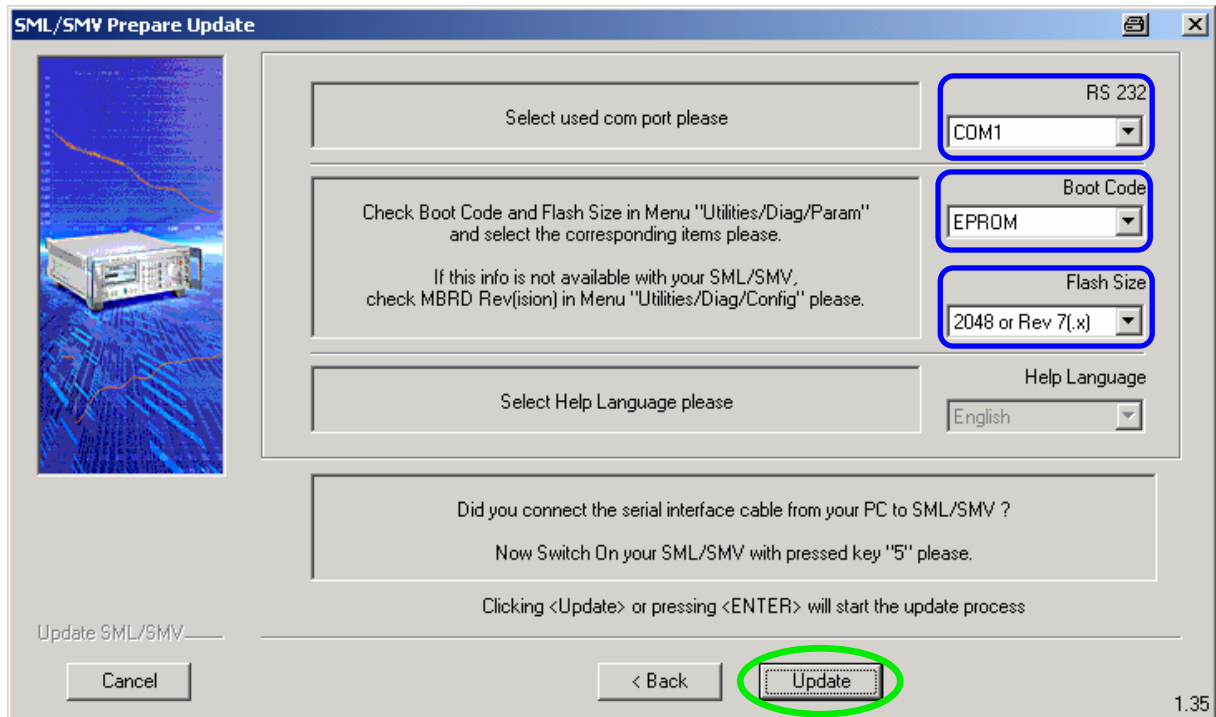 SML/SMV Prepare Update
RS 232
Select used com port please
COM1
Boot Code
Check Boot Code and Flash Size in Menu "Utilities/Diag/Param"
and select the corresponding items please.
EPROM
If this info is not available with your SML/SMV,
check MBRD Rev(ision) in Menu "Utilities/Diag/Config" please.
Flash Size
2048 or Rev 7(.x)
Help Language
Select Help Language please
English
Did you connect the serial interface cable from your PC to SML/SMV ?
Now Switch On your SML/SMV with pressed key "5" please.
Clicking <Update> or pressing <ENTER> will start the update process
Update SML/SMV
Cancel
< Back
Update
1.35